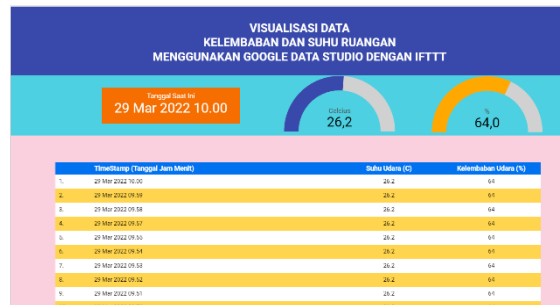 VISUALISASI DATA
KELEMBABAN DAN SUHU RUANGAN
MENGGUNAKAN GOOGLE DATA STUDIO DENGAN IFTTT
Tanggal Saat Ini
29 Mar 2022 10.00
Celcius
26,2
%
64,0
TimeStamp (Tanggal Jam Menit) Suhu Udara (C) Kelembaban Udara (%)
1. 29 Mar 2022 10.00 26.2 64
2. 29 Mar 2022 09.59 26.2 64
3. 29 Mar 2022 09.58 26.2 64
4. 29 Mar 2022 09.57 26.2 64
5. 29 Mar 2022 09.55 26.2 64
6. 29 Mar 2022 09.54 26.2 64
7. 29 Mar 2022 09.53 26.2 64
8. 29 Mar 2022 09.52 26.2 64
9. 29 Mar 2022 09.51 26.2 64